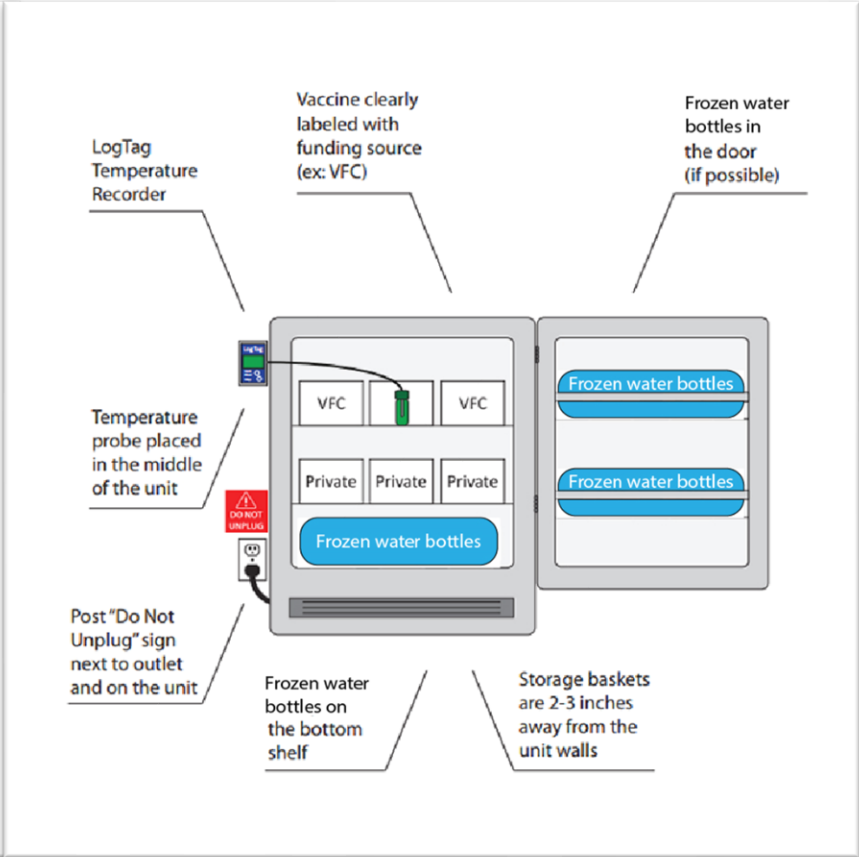 Vaccine clearly
labeled with
funding source
(ex: VFC)
Frozen water
bottles in
the door
(if possible)
LogTag
Temperature
Recorder
LogTag
Temperature
probe placed
in the middle
of the unit
VFC
VFC
Private
Private
Private
Frozen water bottles
Frozen water bottles
Frozen water bottles
DO NOT
UNPLUG
Post “Do Not
Unplug” sign
next to outlet
and on the unit
Frozen water
bottles on
the bottom
shelf
Storage baskets
are 2-3 inches
away from the
unit walls